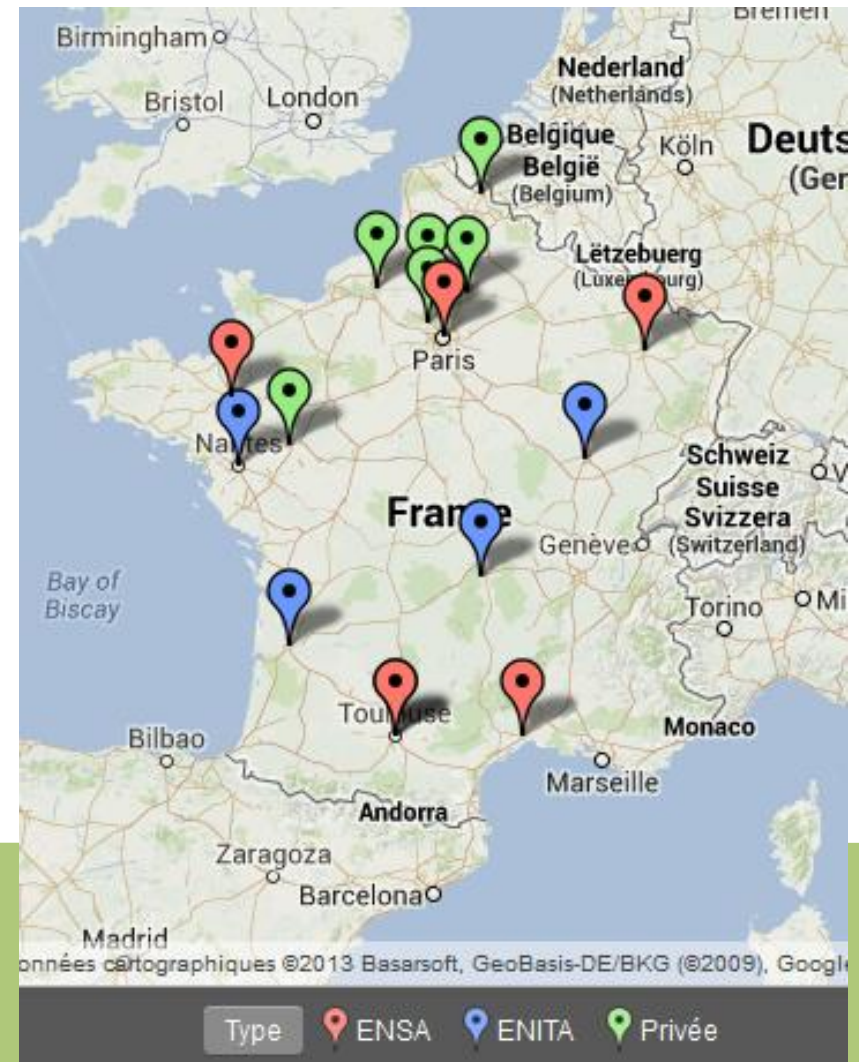 Bremen
Birmingham
Nederland
(Netherlands)
Bristol
London
Belgique
België
(Belgium)
Köln
Deuts
(Ger
Lëtzebuerg
(Luxembourg)
Paris
Nantes
Schweiz
Suisse
Svizzera
(Switzerland)
France
Genève
Bay of
Biscay
Torino
Mi
Toulouse
Monaco
Bilbao
Marseille
Andorra
Zaragoza
Barcelona
Madrid
onnées cartographiques ©2013 Basarsoft, GeoBasis-DE/BKG (©2009), Google
Type ENSA ENITA Privée